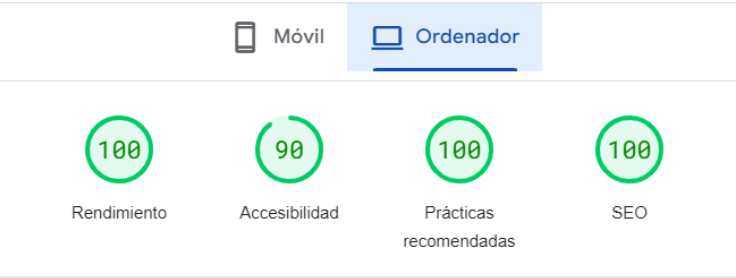 Móvil
Ordenador
100
90
100
100
Rendimiento
Accesibilidad
Prácticas
recomendadas
SEO